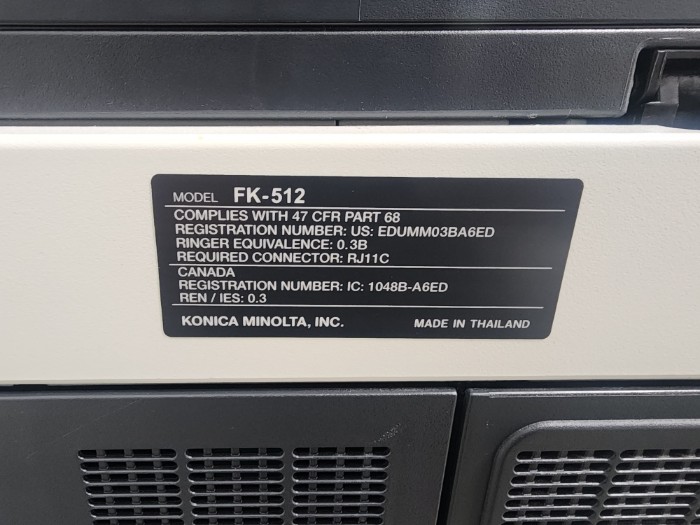 MODEL FK-512
COMPLIES WITH 47 CFR PART 68
REGISTRATION NUMBER: US: EDUMM03BA6ED
RINGER EQUIVALENCE: 0.3B
REQUIRED CONNECTOR: RJ11C
CANADA
REGISTRATION NUMBER: IC: 1048B-A6ED
REN / IES: 0.3
KONICA MINOLTA, INC. MADE IN THAILAND